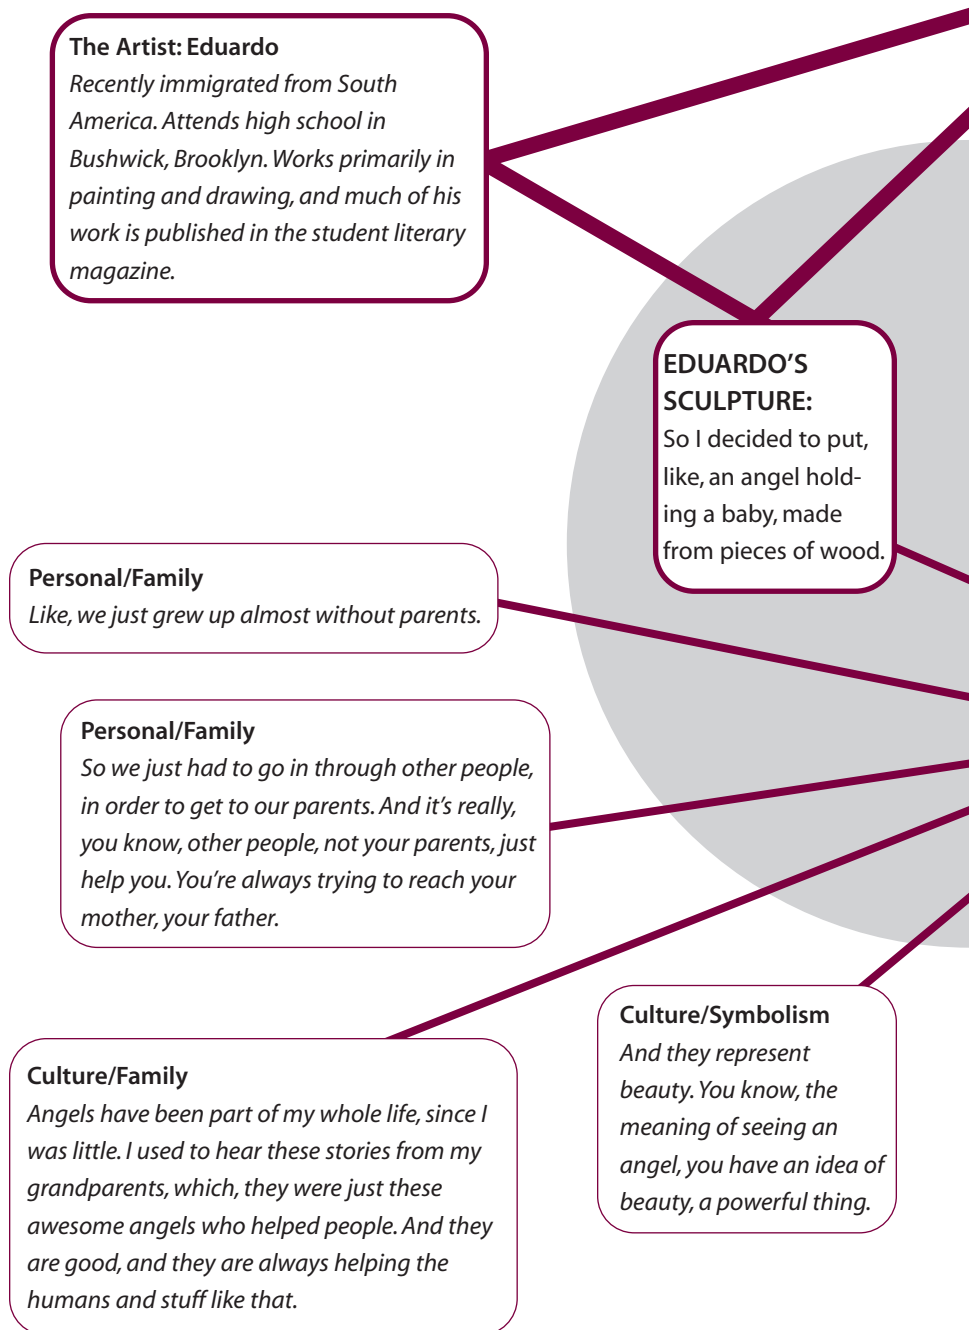 The Artist: Eduardo
Recently immigrated from South
America. Attends high school in
Bushwick, Brooklyn. Works primarily in
painting and drawing, and much of his
work is published in the student literary
magazine.
EDUARDO'S
SCULPTURE:
So I decided to put,
like, an angel hold-
ing a baby, made
from pieces of wood.
Personal/Family
Like, we just grew up almost without parents.
Personal/Family
So we just had to go in through other people,
in order to get to our parents. And it's really,
you know, other people, not your parents, just
help you. You're always trying to reach your
mother, your father.
Culture/Family
Angels have been part of my whole life, since I
was little. I used to hear these stories from my
grandparents, which, they were just these
awesome angels who helped people. And they
are good, and they are always helping the
humans and stuff like that.
Culture/Symbolism
And they represent
beauty. You know, the
meaning of seeing an
angel, you have an idea of
beauty, a powerful thing.